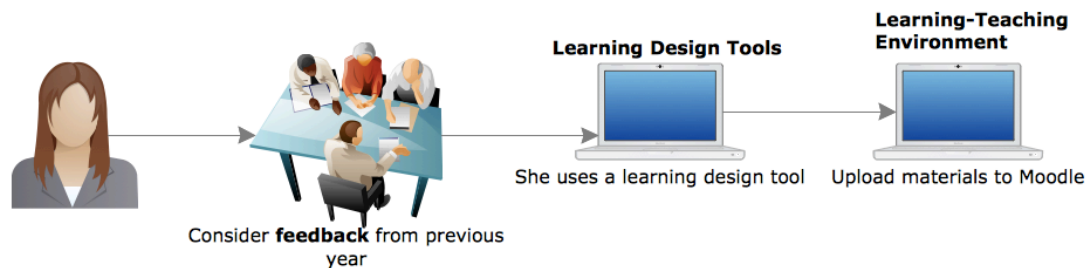 Learning Design Tools
Learning-Teaching
Environment
She uses a learning design tool
Upload materials to Moodle
Consider feedback from previous
year